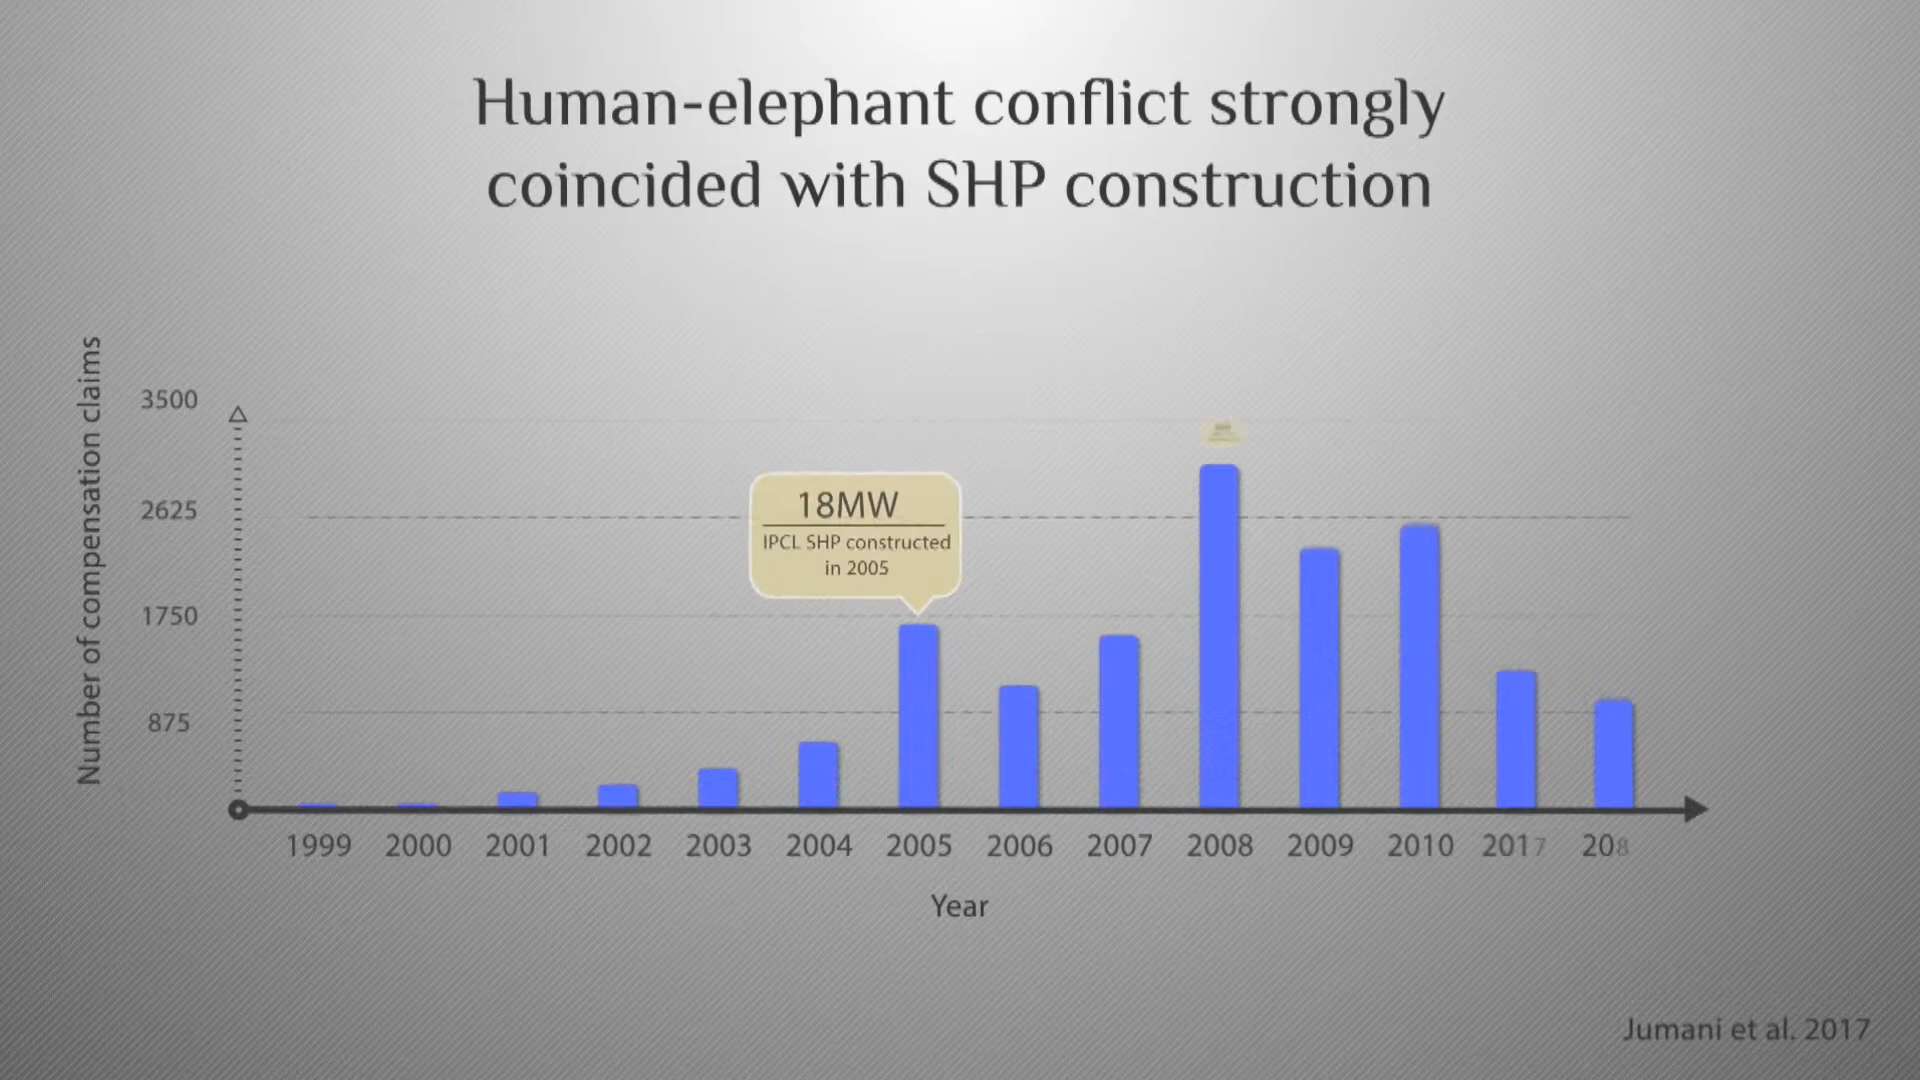 Human-elephant conflict strongly
coincided with SHP construction
Number of compensation claims
3500
2625
1750
875
18MW
IPCL SHP constructed
in 2005
1999 2000 2001 2002 2003 2004 2005 2006 2007 2008 2009 2010 2017 208
Year
Jumani et al. 2017